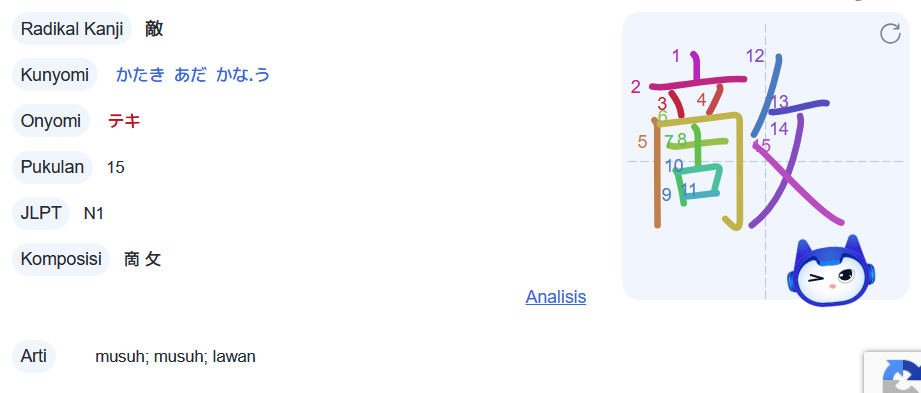 Radikal Kanji 敵
Kunyomi かたき あだ かな.う
Onyomi テキ
Pukulan 15
JLPT N1
Komposisi 啇 攵
Analisis
Arti musuh; musuh; lawan
1 12
2 3 4 13
6 14
5 7 8 15
10
9 11